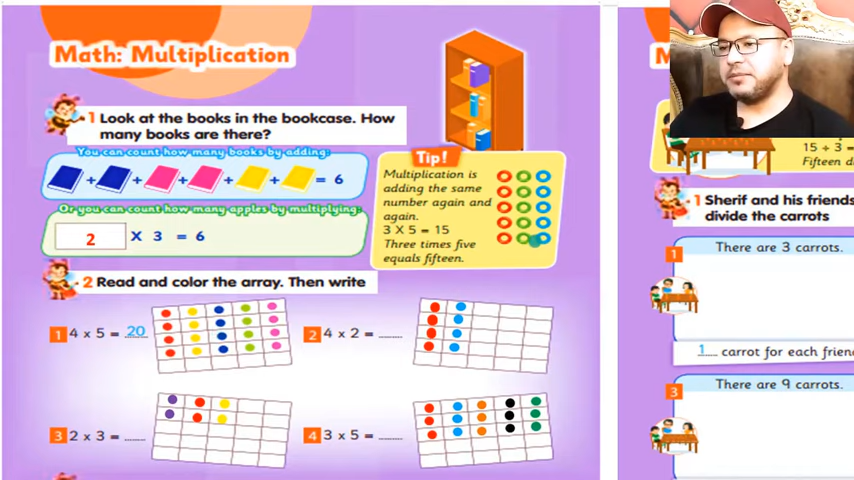 Math: Multiplication
1 Look at the books in the bookcase. How
many books are there?
You can count how many books by adding:
+ + + + + = 6
Or you can count how many apples by multiplying:
2 X 3 = 6
Tip!
Multiplication is
adding the same
number again and
again.
3 X 5 = 15
Three times five
equals fifteen.
2 Read and color the array. Then write
1 4 x 5 = 20
2 4 x 2 = ........
3 2 x 3 = ........
4 3 x 5 = ........
M
15 ÷ 3 =
Fifteen di
1 Sherif and his friends
divide the carrots
1 There are 3 carrots.
1 carrot for each frien
3 There are 9 carrots.